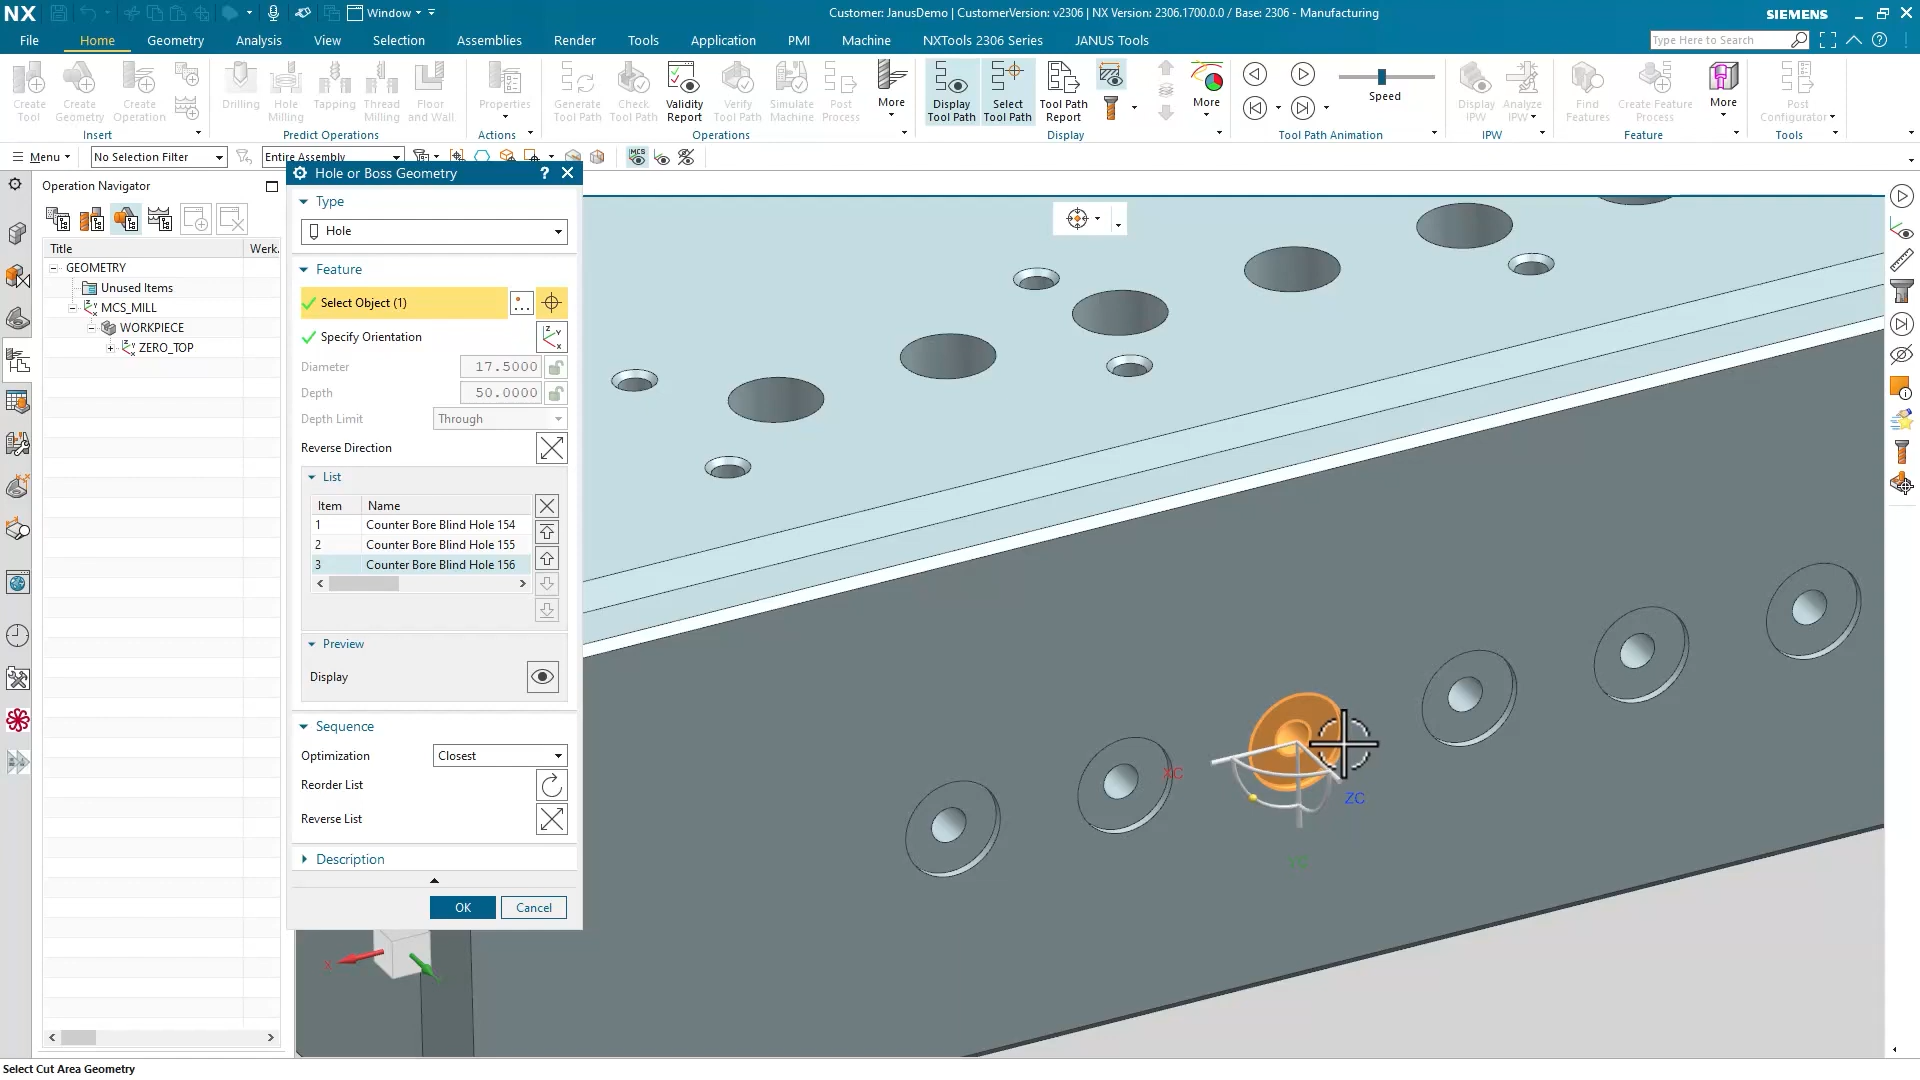 NX
Window
Customer: JanusDemo | CustomerVersion: v2306 | NX Version: 2306.1700.0.0 / Base: 2306 - Manufacturing
SIEMENS
File Home Geometry Analysis View Selection Assemblies Render Tools Application PMI Machine NXTools 2306 Series JANUS Tools
Type Here to Search
Create Tool
Create Geometry
Create Operation
Insert
Drilling
Hole Milling
Tapping
Thread Milling
Floor and Wall
Predict Operations
Properties
Actions
Generate Tool Path
Check Tool Path
Validity Report
Verify Tool Path
Simulate Machine
Post Process
More
Operations
Display Tool Path
Select Tool Path
Tool Path Report
More
Display
Speed
Tool Path Animation
Display IPW
Analyze IPW
IPW
Find Features
Create Feature Process
More
Feature
Post Configurator
Tools
Menu
No Selection Filter
Entire Assembly
MCS
Operation Navigator
Title Werk.
GEOMETRY
Unused Items
MCS_MILL
WORKPIECE
ZERO_TOP
Hole or Boss Geometry
?
Type
Hole
Feature
Select Object (1)
Specify Orientation
Diameter 17.5000
Depth 50.0000
Depth Limit Through
Reverse Direction
List
Item Name
1 Counter Bore Blind Hole 154
2 Counter Bore Blind Hole 155
3 Counter Bore Blind Hole 156
Preview
Display
Sequence
Optimization Closest
Reorder List
Reverse List
Description
OK Cancel
XC
ZC
YC
X
Select Cut Area Geometry